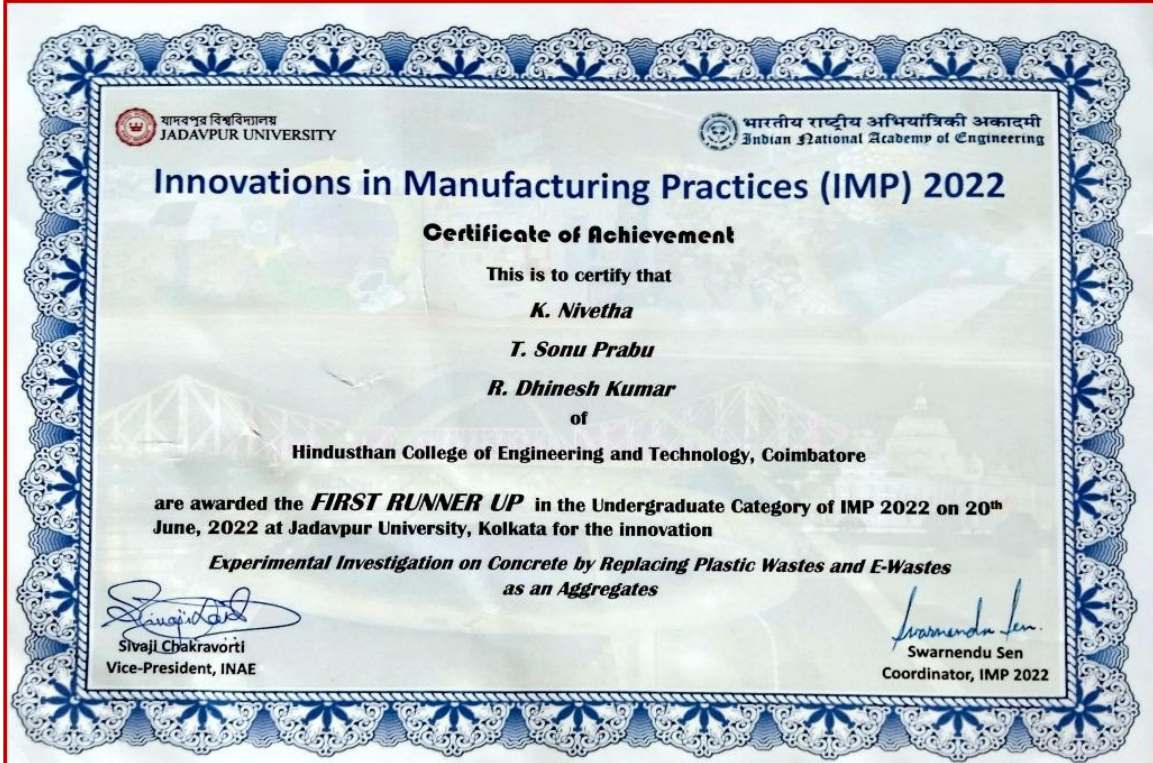 যাদবপুর বিশ্ববিদ্যালয়
JADAVPUR UNIVERSITY
भारतीय राष्ट्रीय अभियांत्रिकी अकादमी
Indian National Academy of Engineering
Innovations in Manufacturing Practices (IMP) 2022
Certificate of Achievement
This is to certify that
K. Nivetha
T. Sonu Prabu
R. Dhinesh Kumar
of
Hindusthan College of Engineering and Technology, Coimbatore
are awarded the FIRST RUNNER UP in the Undergraduate Category of IMP 2022 on 20th
June, 2022 at Jadavpur University, Kolkata for the innovation
Experimental Investigation on Concrete by Replacing Plastic Wastes and E-Wastes
as an Aggregates
Sivaji Chakravorti
Vice-President, INAE
Swarnendu Sen.
Swarnendu Sen
Coordinator, IMP 2022